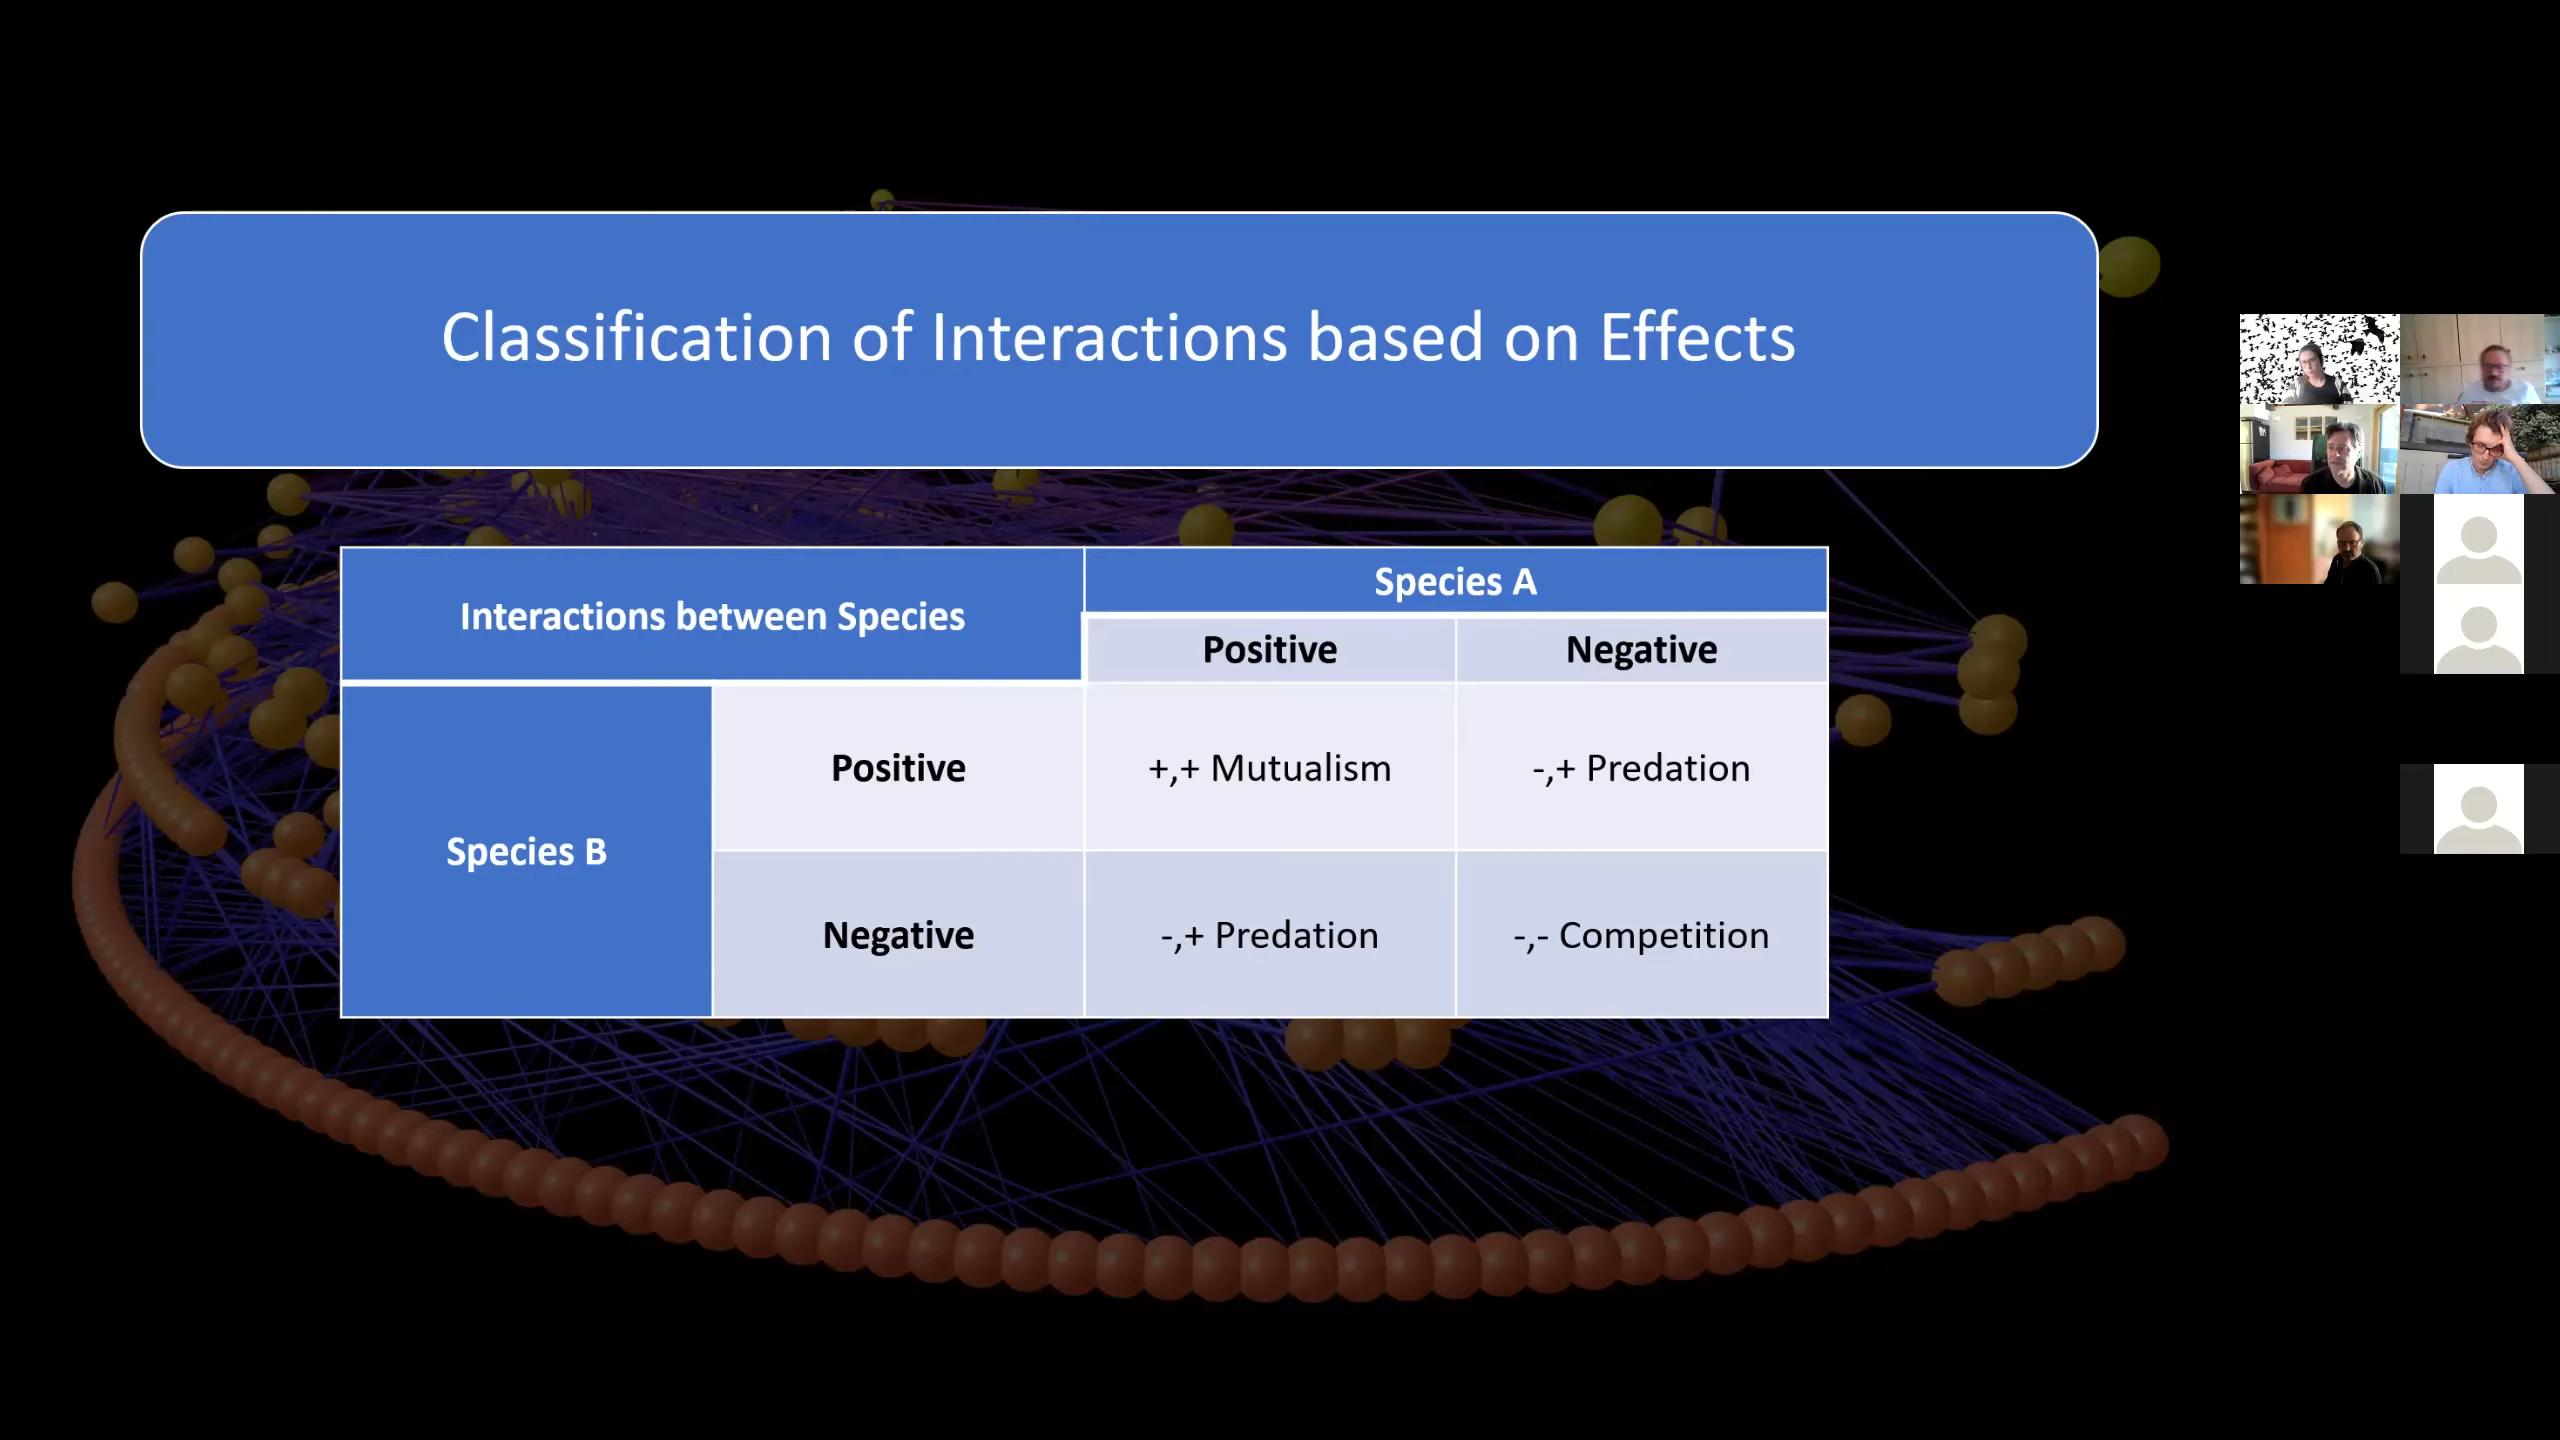 Classification of Interactions based on Effects
Interactions between Species
Species A
Positive
Negative
Species B
Positive
+,+ Mutualism
-,+ Predation
Negative
-,+ Predation
-,- Competition